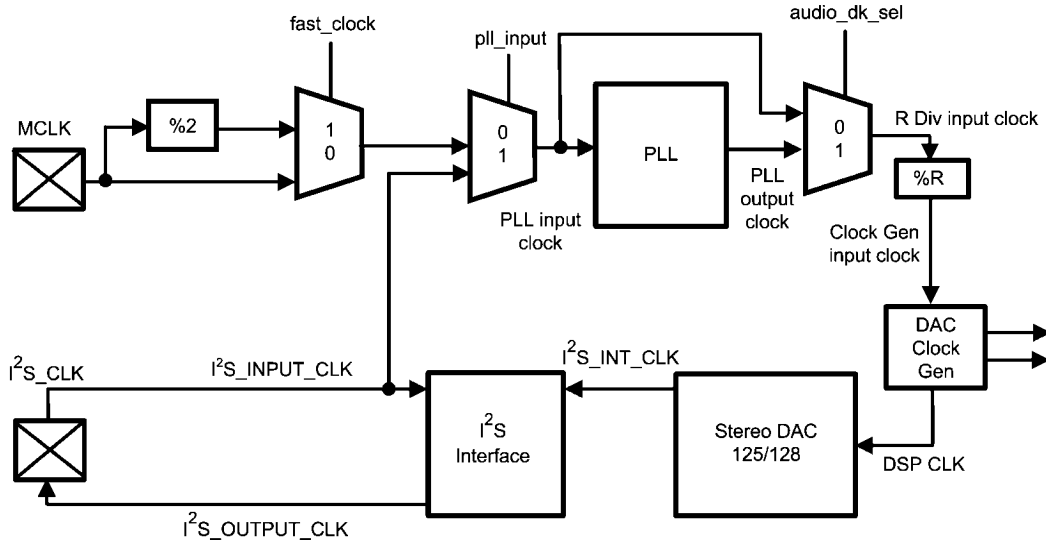 fast_clock
pll_input
audio_dk_sel
MCLK
%2
1
0
0
1
PLL
0
1
R Div input clock
%R
PLL input
clock
PLL
output
clock
Clock Gen
input clock
DAC
Clock
Gen
I²S_CLK
I²S_INPUT_CLK
I²S_INT_CLK
I²S
Interface
Stereo DAC
125/128
DSP CLK
I²S_OUTPUT_CLK